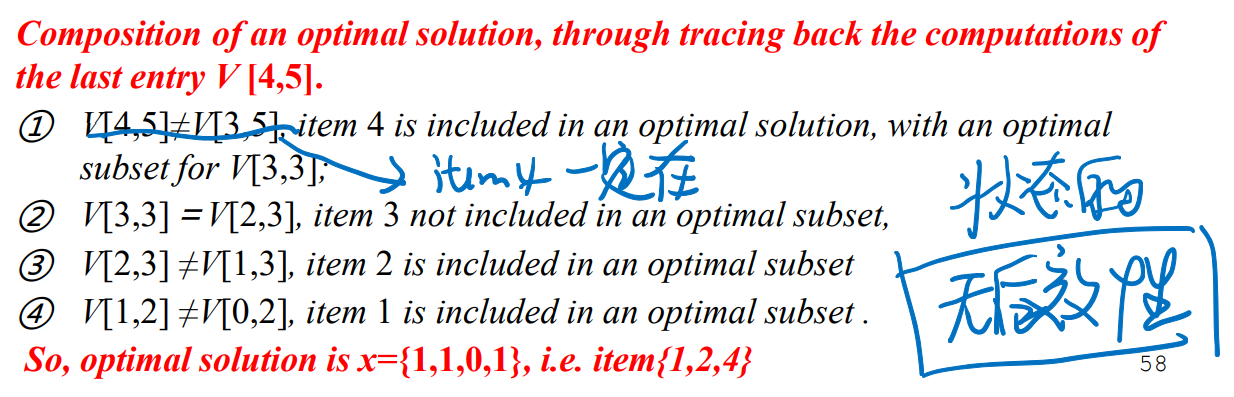 Composition of an optimal solution, through tracing back the computations of
the last entry V [4,5].
① V[4,5]≠V[3,5], item 4 is included in an optimal solution, with an optimal
subset for V[3,3];
item 4 一定在
② V[3,3] =V[2,3], item 3 not included in an optimal subset,
状态的
③ V[2,3] ≠V[1,3], item 2 is included in an optimal subset
无后效性
④ V[1,2] ≠V[0,2], item 1 is included in an optimal subset .
So, optimal solution is x={1,1,0,1}, i.e. item{1,2,4}
58